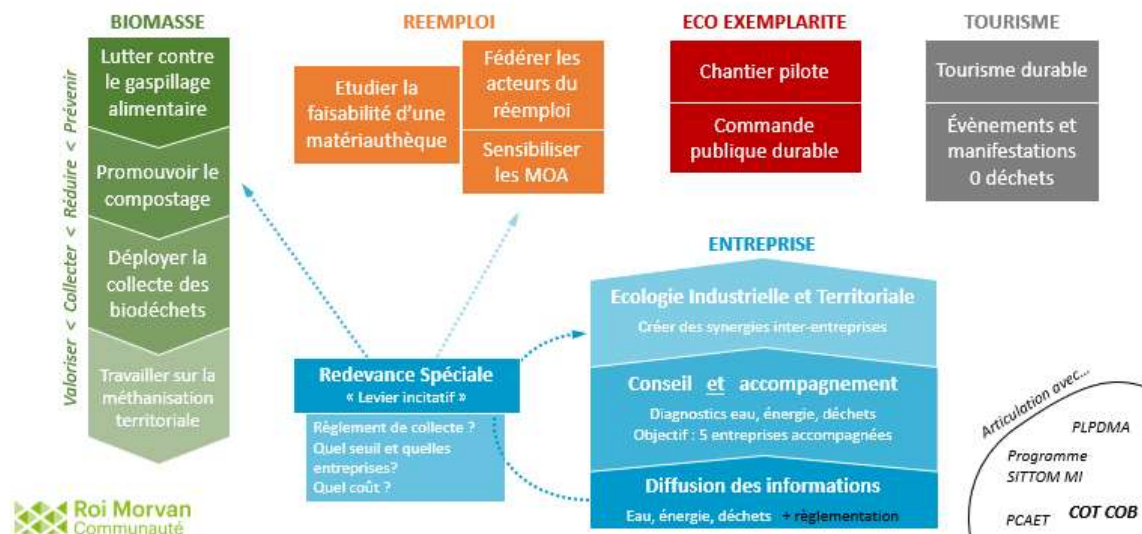 BIOMASSE
Lutter contre
le gaspillage
alimentaire
Promouvoir le
compostage
Déployer la
collecte des
biodéchets
Travailler sur la
méthanisation
territoriale
Valoriser < Collecter < Réduire < Prévenir
REEMPLOI
Etudier la
faisabilité d'une
matériauthèque
Fédérer les
acteurs du
réemploi
Sensibiliser
les MOA
ECO EXEMPLARITE
Chantier pilote
Commande
publique durable
TOURISME
Tourisme durable
Évènements et
manifestations
0 déchets
ENTREPRISE
Ecologie Industrielle et Territoriale
Créer des synergies inter-entreprises
Conseil et accompagnement
Diagnostics eau, énergie, déchets
Objectif : 5 entreprises accompagnées
Diffusion des informations
Eau, énergie, déchets + règlementation
Redevance Spéciale
« Levier incitatif »
Règlement de collecte ?
Quel seuil et quelles
entreprises?
Quel coût ?
Articulation avec...
PLPDMA
Programme
SITTOM MI
PCAET COT COB
Roi Morvan
Communauté